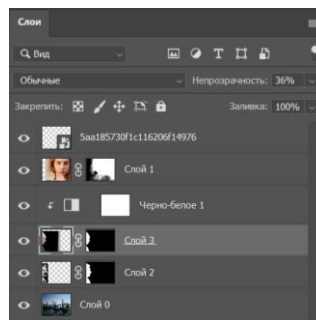 Слои
Вид
Обычные
Непрозрачность: 36%
Закрепить:
Заливка: 100%
5aa185730f1c116206f14976
Слой 1
Черно-белое 1
Слой 3
Слой 2
Слой 0